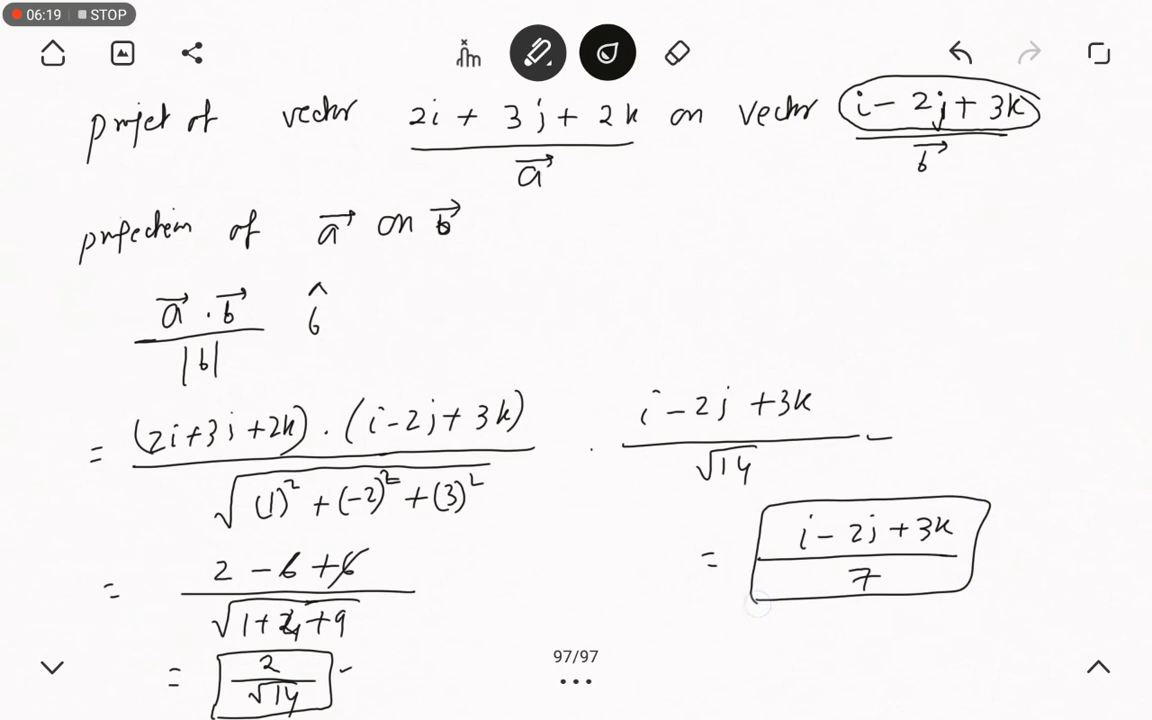 06:19 STOP
projet of vector 2i + 3j + 2k on vector i - 2j + 3k
a⃗ b⃗
projection of a⃗ on b⃗
a⃗ . b⃗ b̂
|b|
= (2i+3j+2k) . (i-2j+3k) . i - 2j + 3k
√(1)² + (-2)² + (3)² √14
= 2 - 6 + 6 = i - 2j + 3k
√1 + 4 + 9 7
= 2
√14
97/97